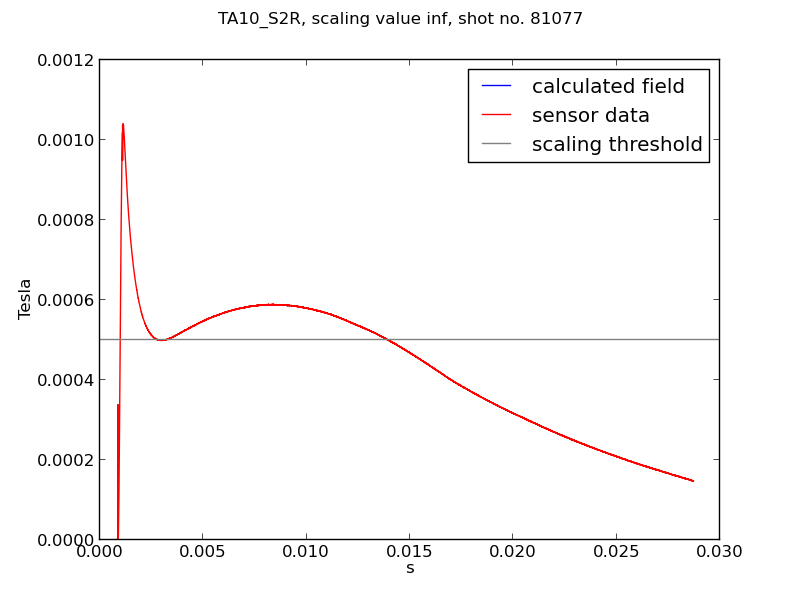 TA10_S2R, scaling value inf, shot no. 81077
calculated field
sensor data
scaling threshold
Tesla
0.0012
0.0010
0.0008
0.0006
0.0004
0.0002
0.0000
0.000 0.005 0.010 0.015 0.020 0.025 0.030
s